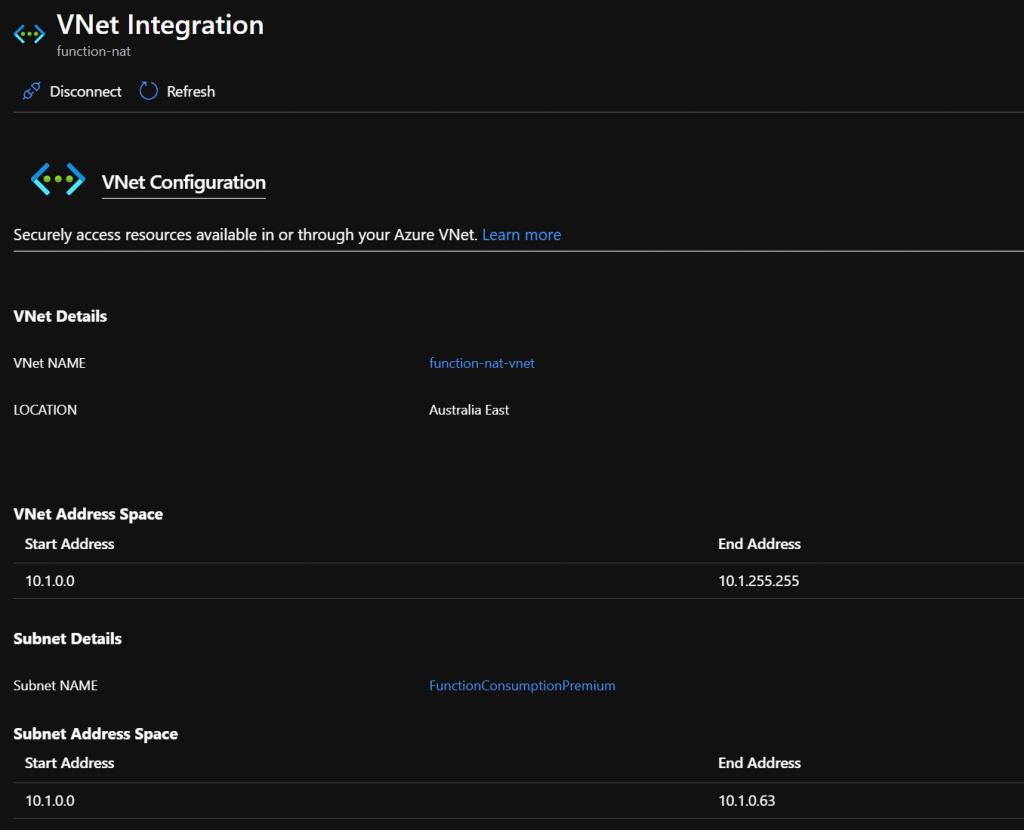 VNet Integration
function-nat
Disconnect Refresh
VNet Configuration
Securely access resources available in or through your Azure VNet. Learn more
VNet Details
VNet NAME function-nat-vnet
LOCATION Australia East
VNet Address Space
Start Address End Address
10.1.0.0 10.1.255.255
Subnet Details
Subnet NAME FunctionConsumptionPremium
Subnet Address Space
Start Address End Address
10.1.0.0 10.1.0.63